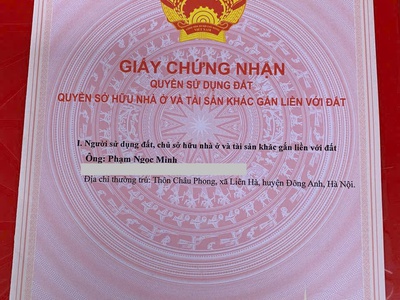 GIẤY CHỨNG NHẬN
QUYỀN SỬ DỤNG ĐẤT
QUYỀN SỞ HỮU NHÀ Ở VÀ TÀI SẢN KHÁC GẮN LIỀN VỚI ĐẤT
I. Người sử dụng đất, chủ sở hữu nhà ở và tài sản khác gắn liền với đất
Ông: Phạm Ngọc Minh
Địa chỉ thường trú: Thôn Châu Phong, xã Liên Hà, huyện Đông Anh, Hà Nội.